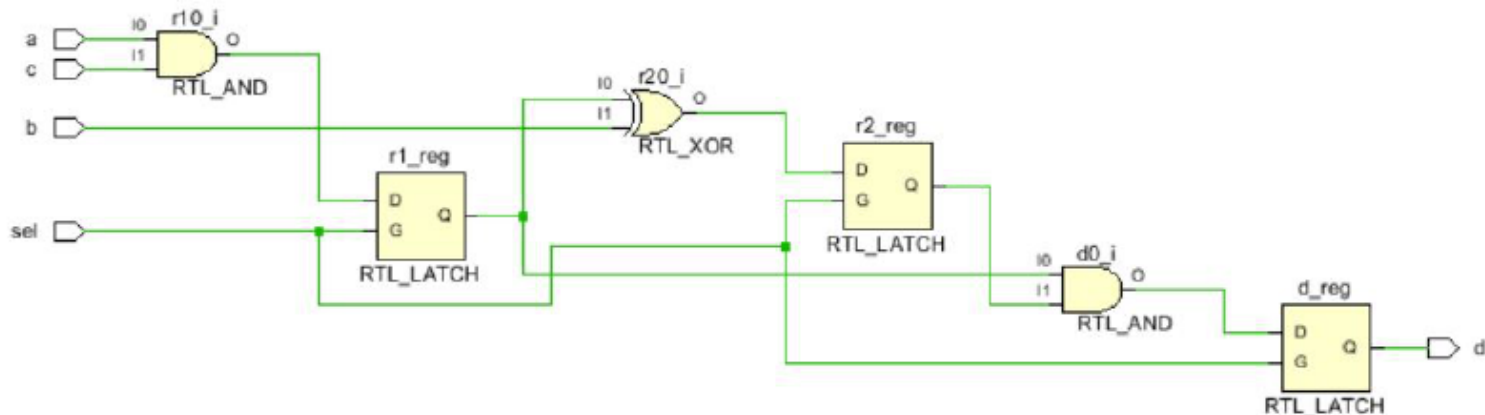 r10_i
a
I0
O
c
I1
RTL_AND
r20_i
I0
O
I1
b
RTL_XOR
r2_reg
r1_reg
D
Q
G
D
Q
sel
G
RTL_LATCH
RTL_LATCH
d0_i
I0
O
I1
d_reg
RTL_AND
D
Q
d
G
RTL_LATCH